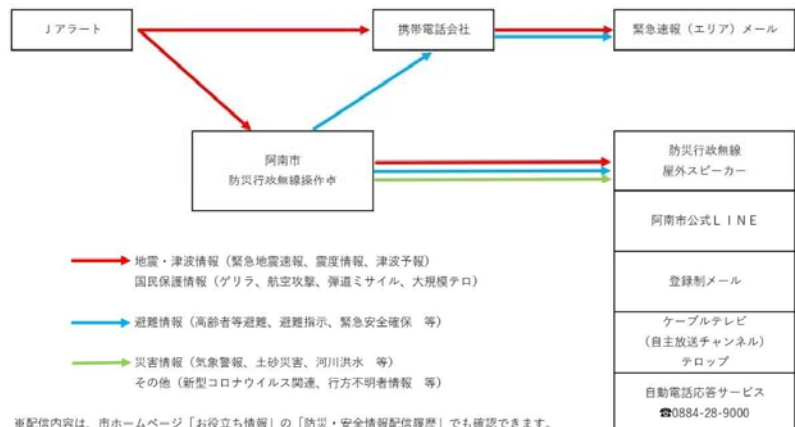 Jアラート
携帯電話会社
緊急速報（エリア）メール
阿南市
防災行政無線操作卓
防災行政無線
屋外スピーカー
阿南市公式ＬＩＮＥ
登録制メール
ケーブルテレビ
（自主放送チャンネル）
テロップ
自動電話応答サービス
☎0884-28-9000
地震・津波情報（緊急地震速報、震度情報、津波予報）
国民保護情報（ゲリラ、航空攻撃、弾道ミサイル、大規模テロ）
避難情報（高齢者等避難、避難指示、緊急安全確保　等）
災害情報（気象警報、土砂災害、河川洪水　等）
その他（新型コロナウイルス関連、行方不明者情報　等）
※配信内容は、市ホームページ「お役立ち情報」の「防災・安全情報配信履歴」でも確認できます。